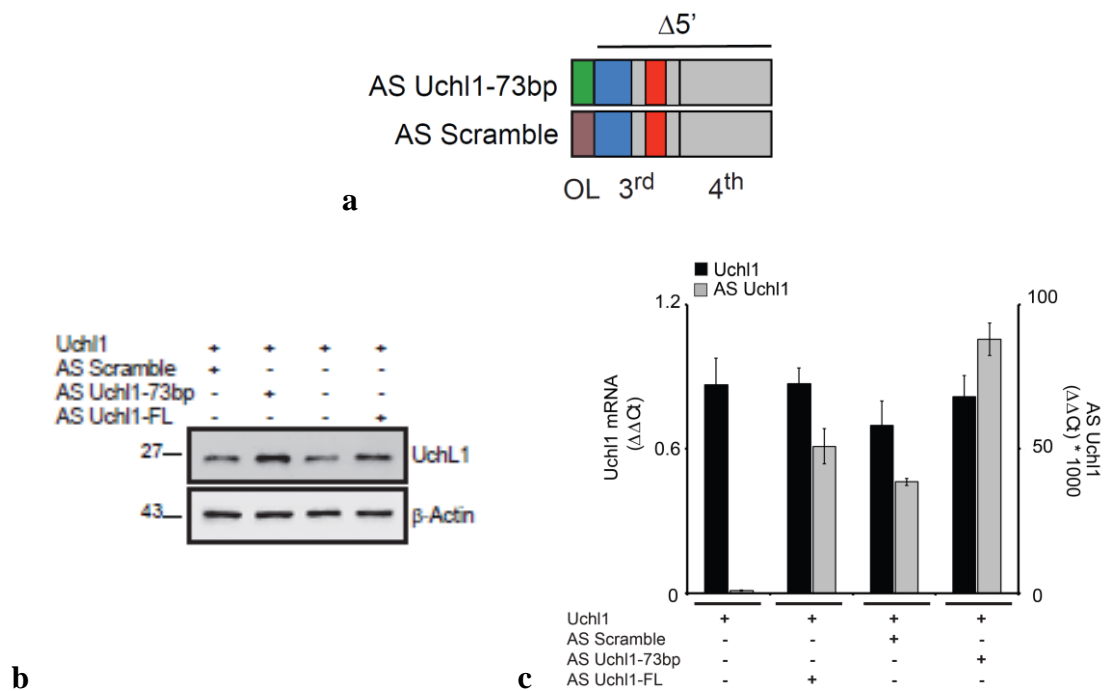 Δ5’
AS Uchl1-73bp
AS Scramble
OL 3rd 4th
a
Uchl1 + + + +
AS Scramble + - - -
AS Uchl1-73bp - + - -
AS Uchl1-FL - - - +
27 UchL1
43 β-Actin
b
Uchl1
AS Uchl1
1.2 100
Uchl1 mRNA
(ΔΔCt)
0.6 50
AS Uchl1
(ΔΔCt) * 1000
0 0
Uchl1 + + + +
AS Scramble - - + -
AS Uchl1-73bp - - - +
AS Uchl1-FL - + - -
c